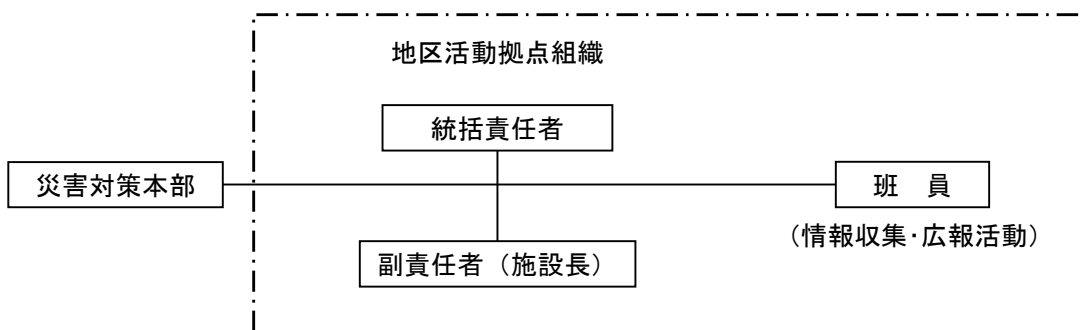 地区活動拠点組織
統括責任者
災害対策本部
班　員
（情報収集・広報活動）
副責任者（施設長）